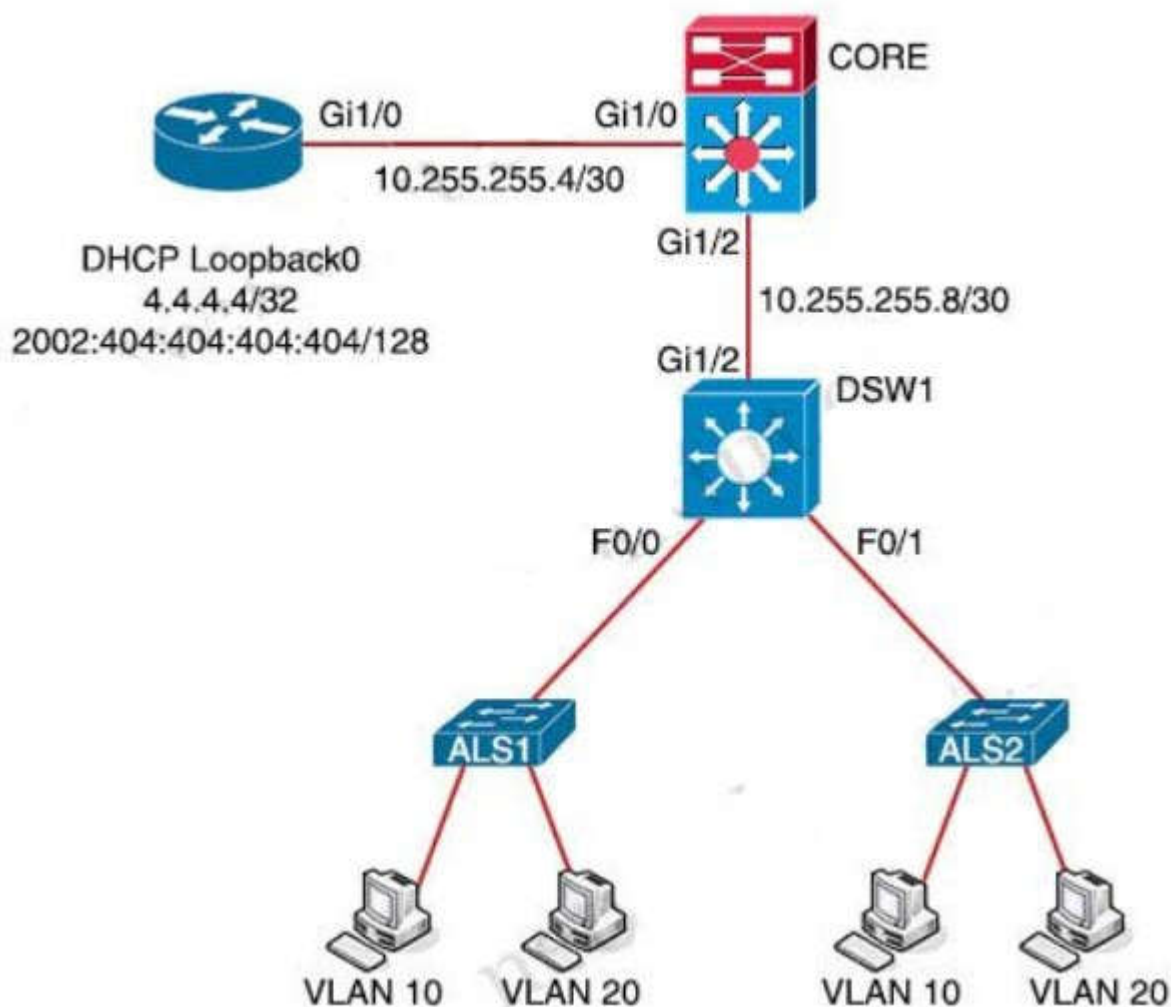 CORE
Gi1/0
Gi1/0
10.255.255.4/30
DHCP Loopback0
4.4.4.4/32
2002:404:404:404:404/128
Gi1/2
10.255.255.8/30
Gi1/2
DSW1
F0/0
F0/1
ALS1
ALS2
VLAN 10
VLAN 20
VLAN 10
VLAN 20